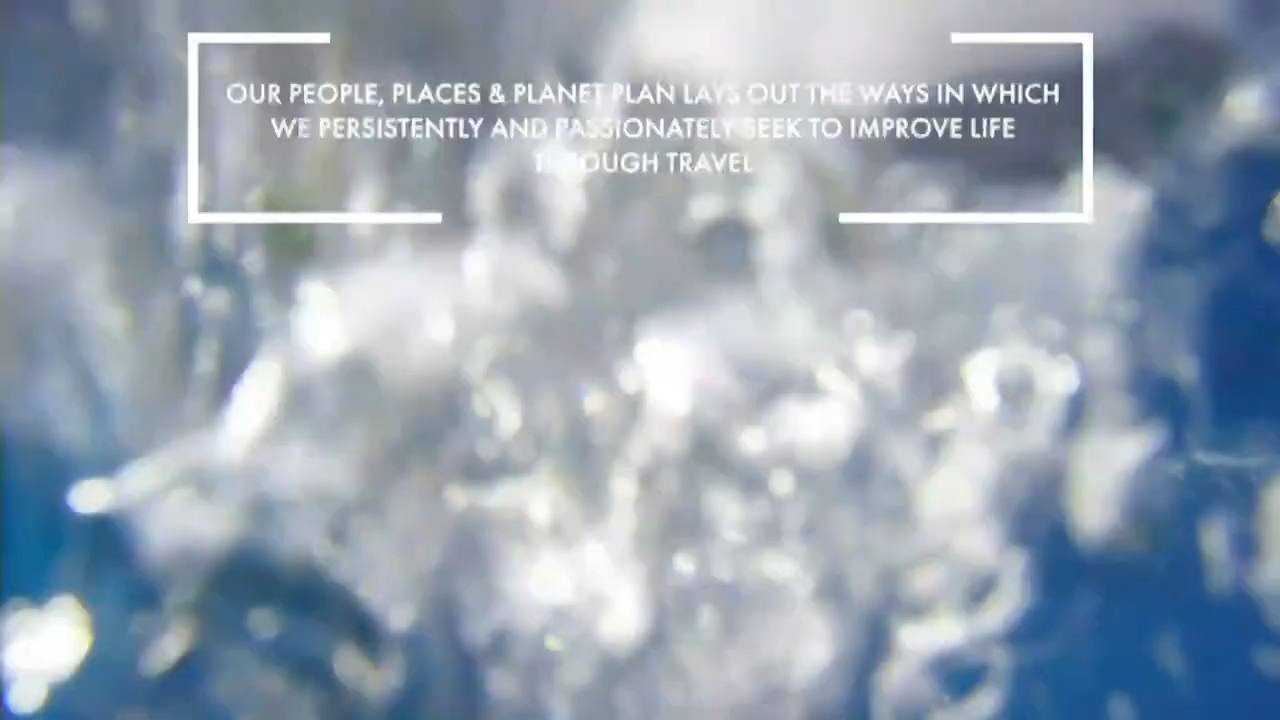 OUR PEOPLE, PLACES & PLANET PLAN LAYS OUT THE WAYS IN WHICH
WE PERSISTENTLY AND PASSIONATELY SEEK TO IMPROVE LIFE
THROUGH TRAVEL